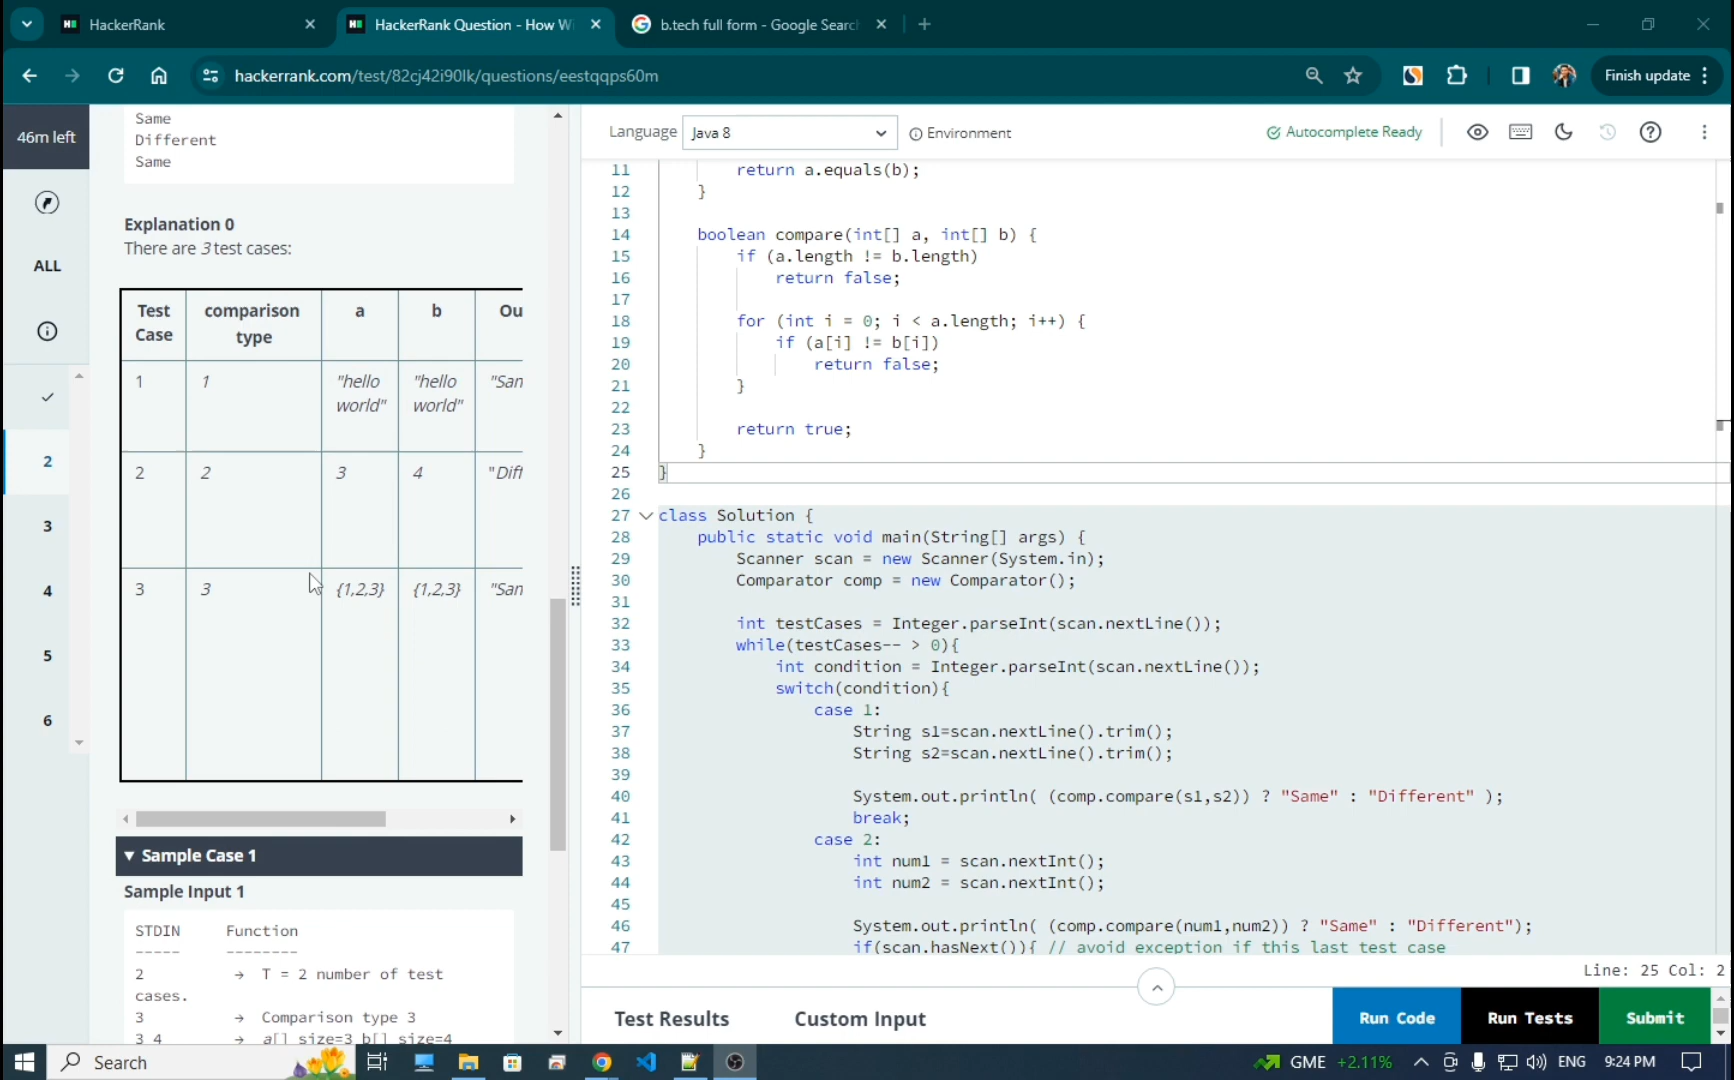 HackerRank
HackerRank Question - How Wi
b.tech full form - Google Search
hackerrank.com/test/82cj42i90lk/questions/eestqqps60m
Finish update
46m left
ALL
2
3
4
5
6
Same
Different
Same
Explanation 0
There are 3 test cases:
Test Case comparison type a b Ou
1 1 "hello world" "hello world" "San
2 2 3 4 "Diff
3 3 {1,2,3} {1,2,3} "San
▼ Sample Case 1
Sample Input 1
STDIN Function
----- --------
2 → T = 2 number of test
cases.
3 → Comparison type 3
3 4 → a[] size=3 b[] size=4
Language Java 8 Environment Autocomplete Ready
11 return a.equals(b);
12 }
13
14 boolean compare(int[] a, int[] b) {
15 if (a.length != b.length)
16 return false;
17
18 for (int i = 0; i < a.length; i++) {
19 if (a[i] != b[i])
20 return false;
21 }
22
23 return true;
24 }
25 }
26
27 class Solution {
28 public static void main(String[] args) {
29 Scanner scan = new Scanner(System.in);
30 Comparator comp = new Comparator();
31
32 int testCases = Integer.parseInt(scan.nextLine());
33 while(testCases-- > 0){
34 int condition = Integer.parseInt(scan.nextLine());
35 switch(condition){
36 case 1:
37 String s1=scan.nextLine().trim();
38 String s2=scan.nextLine().trim();
39
40 System.out.println( (comp.compare(s1,s2)) ? "Same" : "Different" );
41 break;
42 case 2:
43 int num1 = scan.nextInt();
44 int num2 = scan.nextInt();
45
46 System.out.println( (comp.compare(num1,num2)) ? "Same" : "Different");
47 if(scan.hasNext()){ // avoid exception if this last test case
Line: 25 Col: 2
Test Results Custom Input Run Code Run Tests Submit
Search
GME +2.11% ENG 9:24 PM